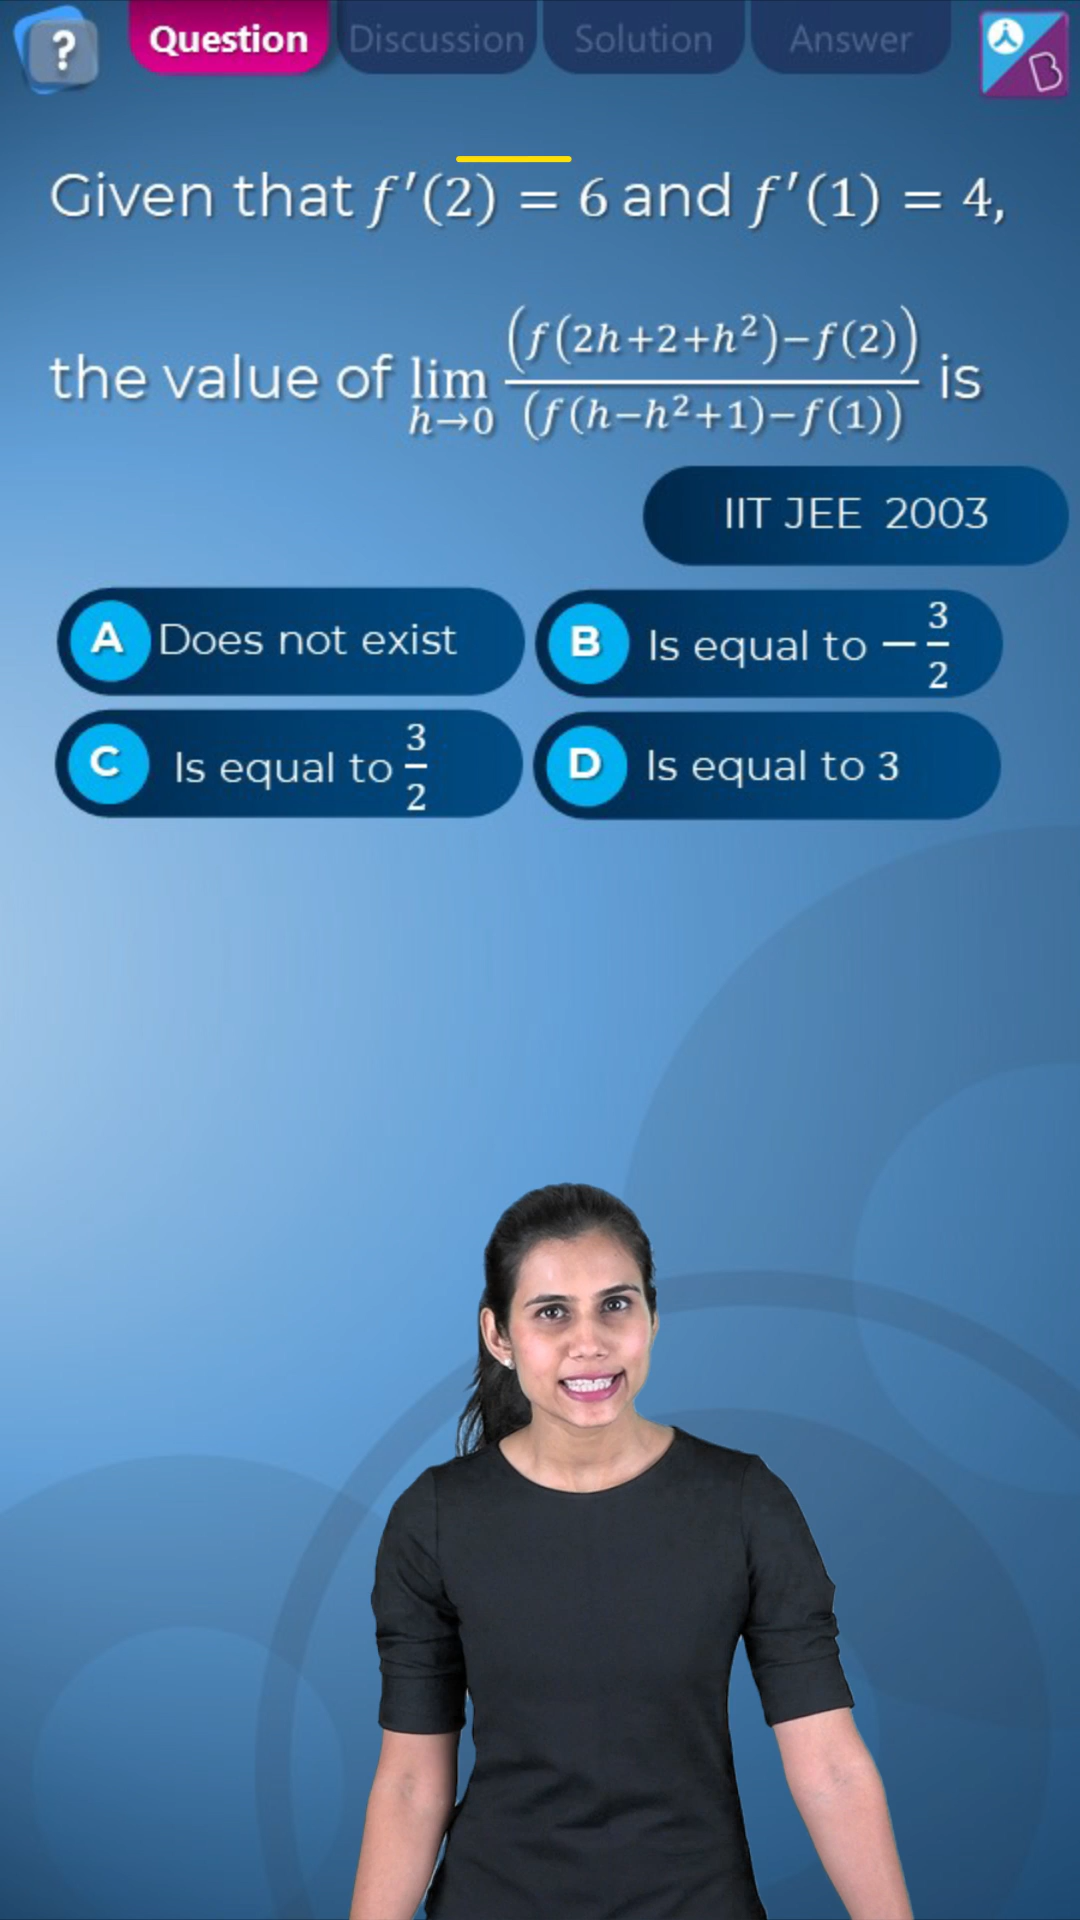 ?
Question
Discussion
Solution
Answer
B
Given that f′(2) = 6 and f′(1) = 4,
the value of lim h→0 (f(2h+2+h²)−f(2)) / (f(h−h²+1)−f(1)) is
IIT JEE 2003
A Does not exist
B Is equal to −3/2
C Is equal to 3/2
D Is equal to 3